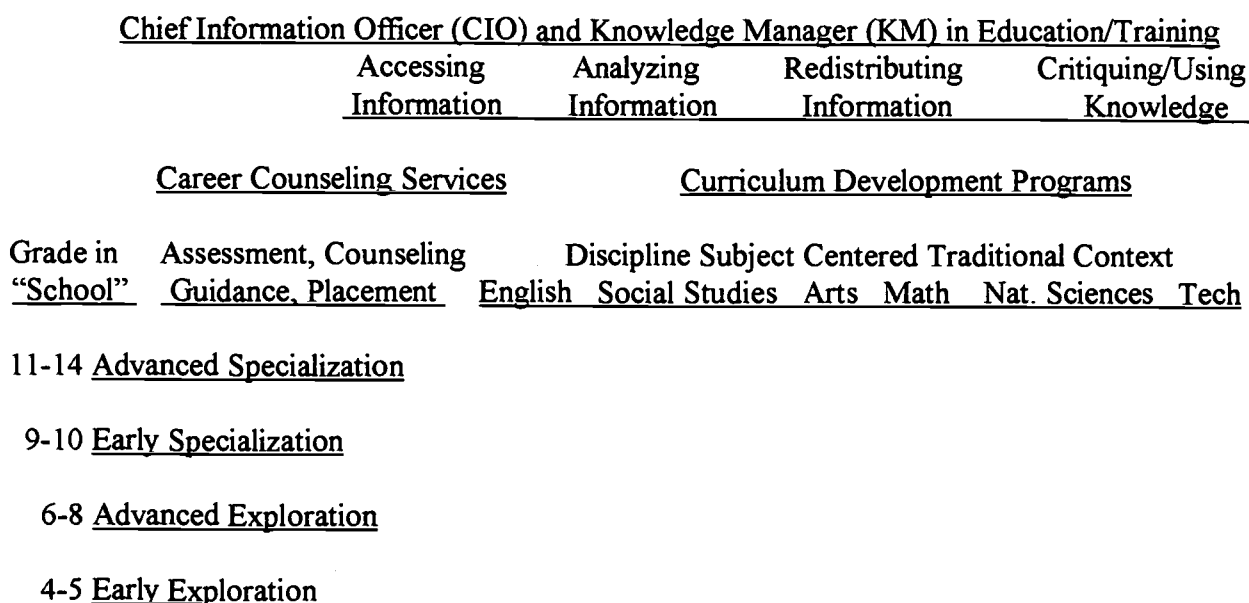 Chief Information Officer (CIO) and Knowledge Manager (KM) in Education/Training
Accessing Analyzing Redistributing Critiquing/Using
Information Information Information Knowledge
Career Counseling Services Curriculum Development Programs
Grade in Assessment, Counseling Discipline Subject Centered Traditional Context
“School” Guidance, Placement English Social Studies Arts Math Nat. Sciences Tech
11-14 Advanced Specialization
9-10 Early Specialization
6-8 Advanced Exploration
4-5 Early Exploration